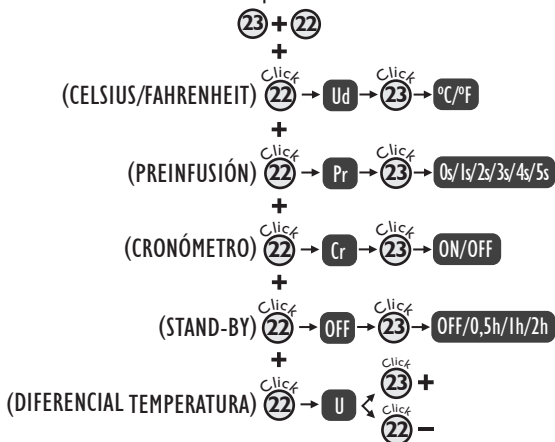 23 + 22
+
(CELSIUS/FAHRENHEIT) Click 22 → Ud → Click 23 → ºC/ºF
+
(PREINFUSIÓN) Click 22 → Pr → Click 23 → 0s/1s/2s/3s/4s/5s
+
(CRONÓMETRO) Click 22 → Cr → Click 23 → ON/OFF
+
(STAND-BY) Click 22 → OFF → Click 23 → OFF/0,5h/1h/2h
+
(DIFERENCIAL TEMPERATURA) Click 22 → U
Click 23 +
Click 22 −